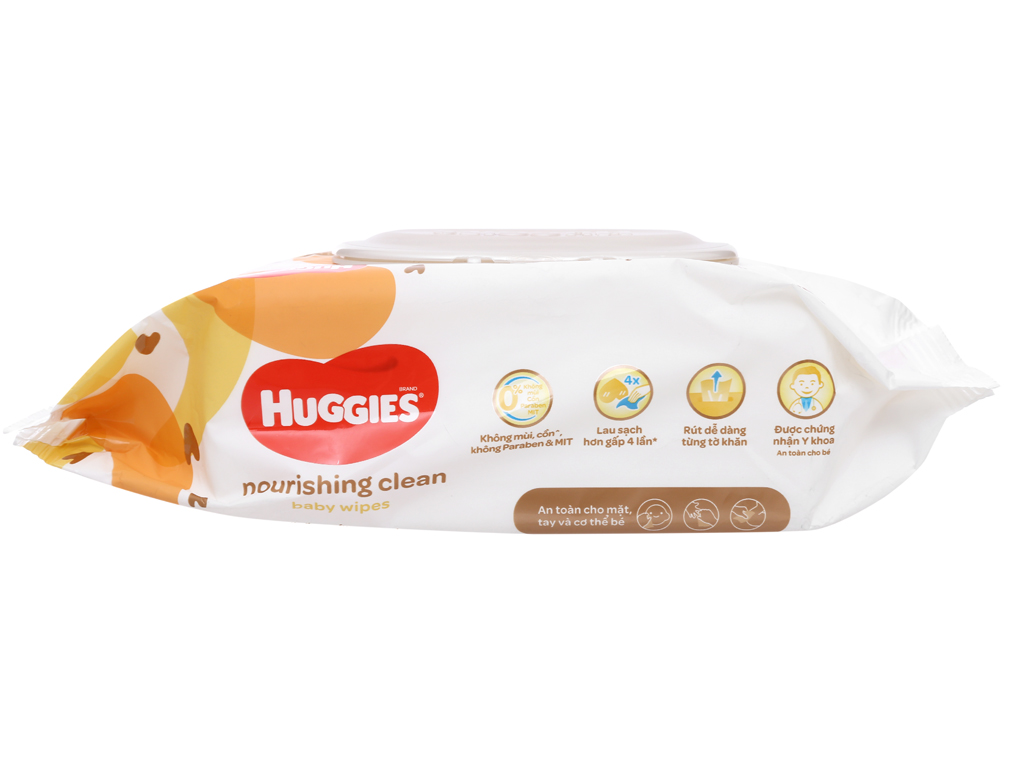 BRAND
HUGGIES®
nourishing clean
baby wipes
0%
Không mùi, cồn^,
không Paraben & MIT
4x
Lau sạch
hơn gấp 4 lần*
Rút dễ dàng
từng tờ khăn
Được chứng
nhận Y khoa
An toàn cho bé
An toàn cho mặt,
tay và cơ thể bé